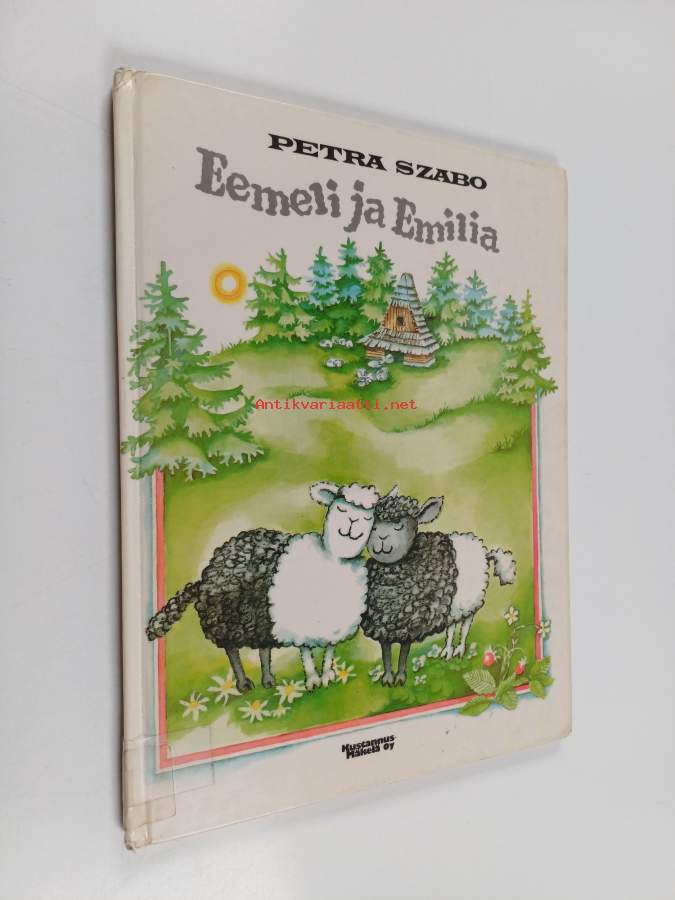 PETRA SZABO
Eemeli ja Emilia
Antikvariaatti.net
Kustannus-
Mäkelä oy